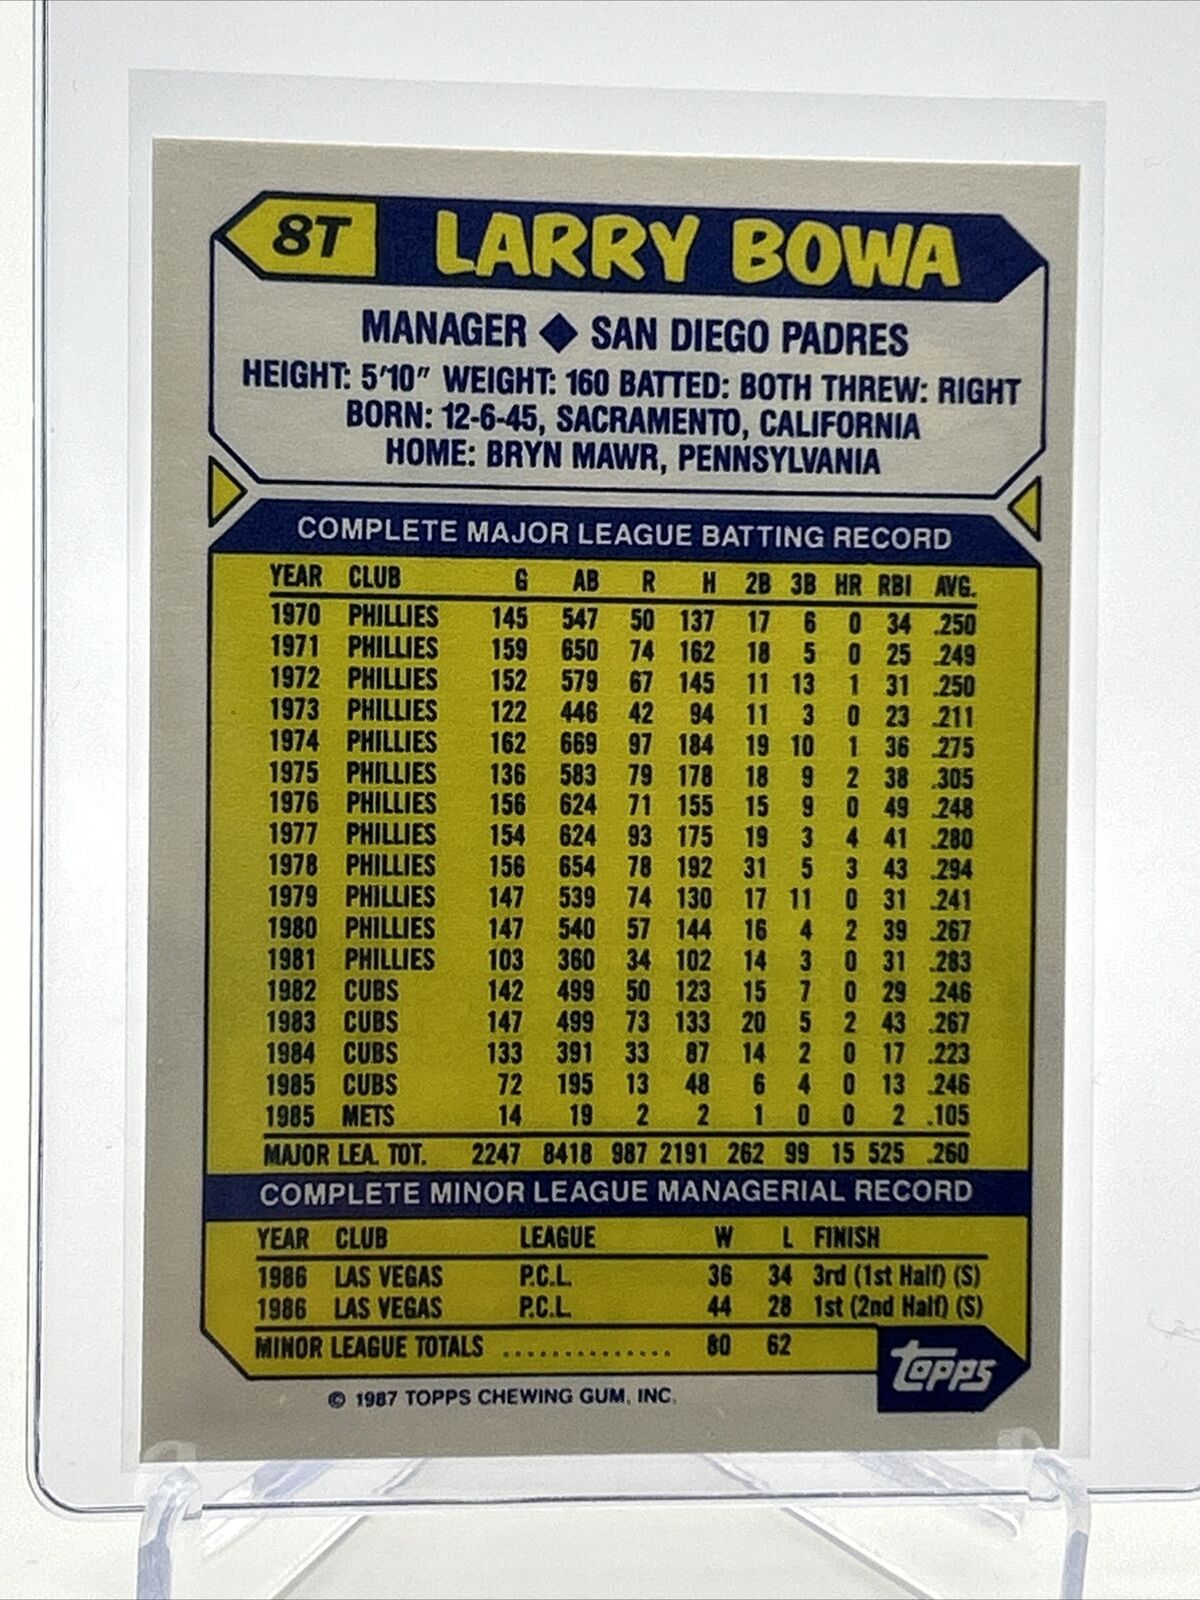 8T LARRY BOWA
MANAGER ◆ SAN DIEGO PADRES
HEIGHT: 5'10" WEIGHT: 160 BATTED: BOTH THREW: RIGHT
BORN: 12-6-45, SACRAMENTO, CALIFORNIA
HOME: BRYN MAWR, PENNSYLVANIA
COMPLETE MAJOR LEAGUE BATTING RECORD
YEAR CLUB G AB R H 2B 3B HR RBI AVG.
1970 PHILLIES 145 547 50 137 17 6 0 34 .250
1971 PHILLIES 159 650 74 162 18 5 0 25 .249
1972 PHILLIES 152 579 67 145 11 13 1 31 .250
1973 PHILLIES 122 446 42 94 11 3 0 23 .211
1974 PHILLIES 162 669 97 184 19 10 1 36 .275
1975 PHILLIES 136 583 79 178 18 9 2 38 .305
1976 PHILLIES 156 624 71 155 15 9 0 49 .248
1977 PHILLIES 154 624 93 175 19 3 4 41 .280
1978 PHILLIES 156 654 78 192 31 5 3 43 .294
1979 PHILLIES 147 539 74 130 17 11 0 31 .241
1980 PHILLIES 147 540 57 144 16 4 2 39 .267
1981 PHILLIES 103 360 34 102 14 3 0 31 .283
1982 CUBS 142 499 50 123 15 7 0 29 .246
1983 CUBS 147 499 73 133 20 5 2 43 .267
1984 CUBS 133 391 33 87 14 2 0 17 .223
1985 CUBS 72 195 13 48 6 4 0 13 .246
1985 METS 14 19 2 2 1 0 0 2 .105
MAJOR LEA. TOT. 2247 8418 987 2191 262 99 15 525 .260
COMPLETE MINOR LEAGUE MANAGERIAL RECORD
YEAR CLUB LEAGUE W L FINISH
1986 LAS VEGAS P.C.L. 36 34 3rd (1st Half) (S)
1986 LAS VEGAS P.C.L. 44 28 1st (2nd Half) (S)
MINOR LEAGUE TOTALS .............. 80 62
TOPPS
© 1987 TOPPS CHEWING GUM, INC.